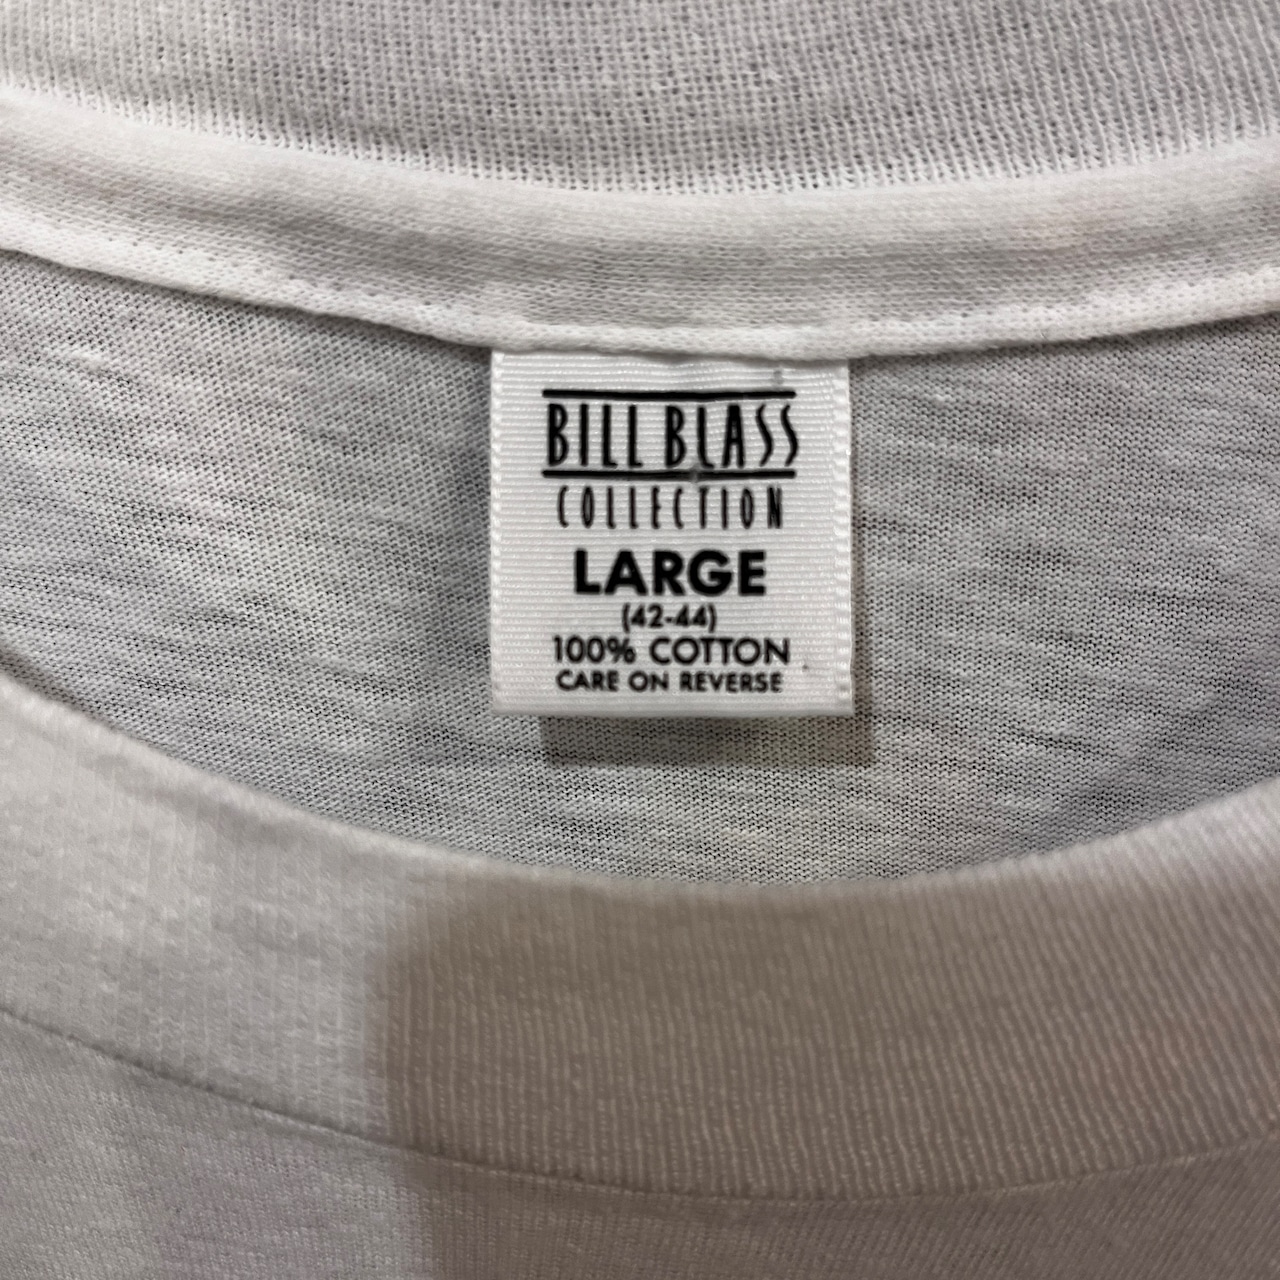 BILL BLASS
COLLECTION
LARGE
(42-44)
100% COTTON
CARE ON REVERSE